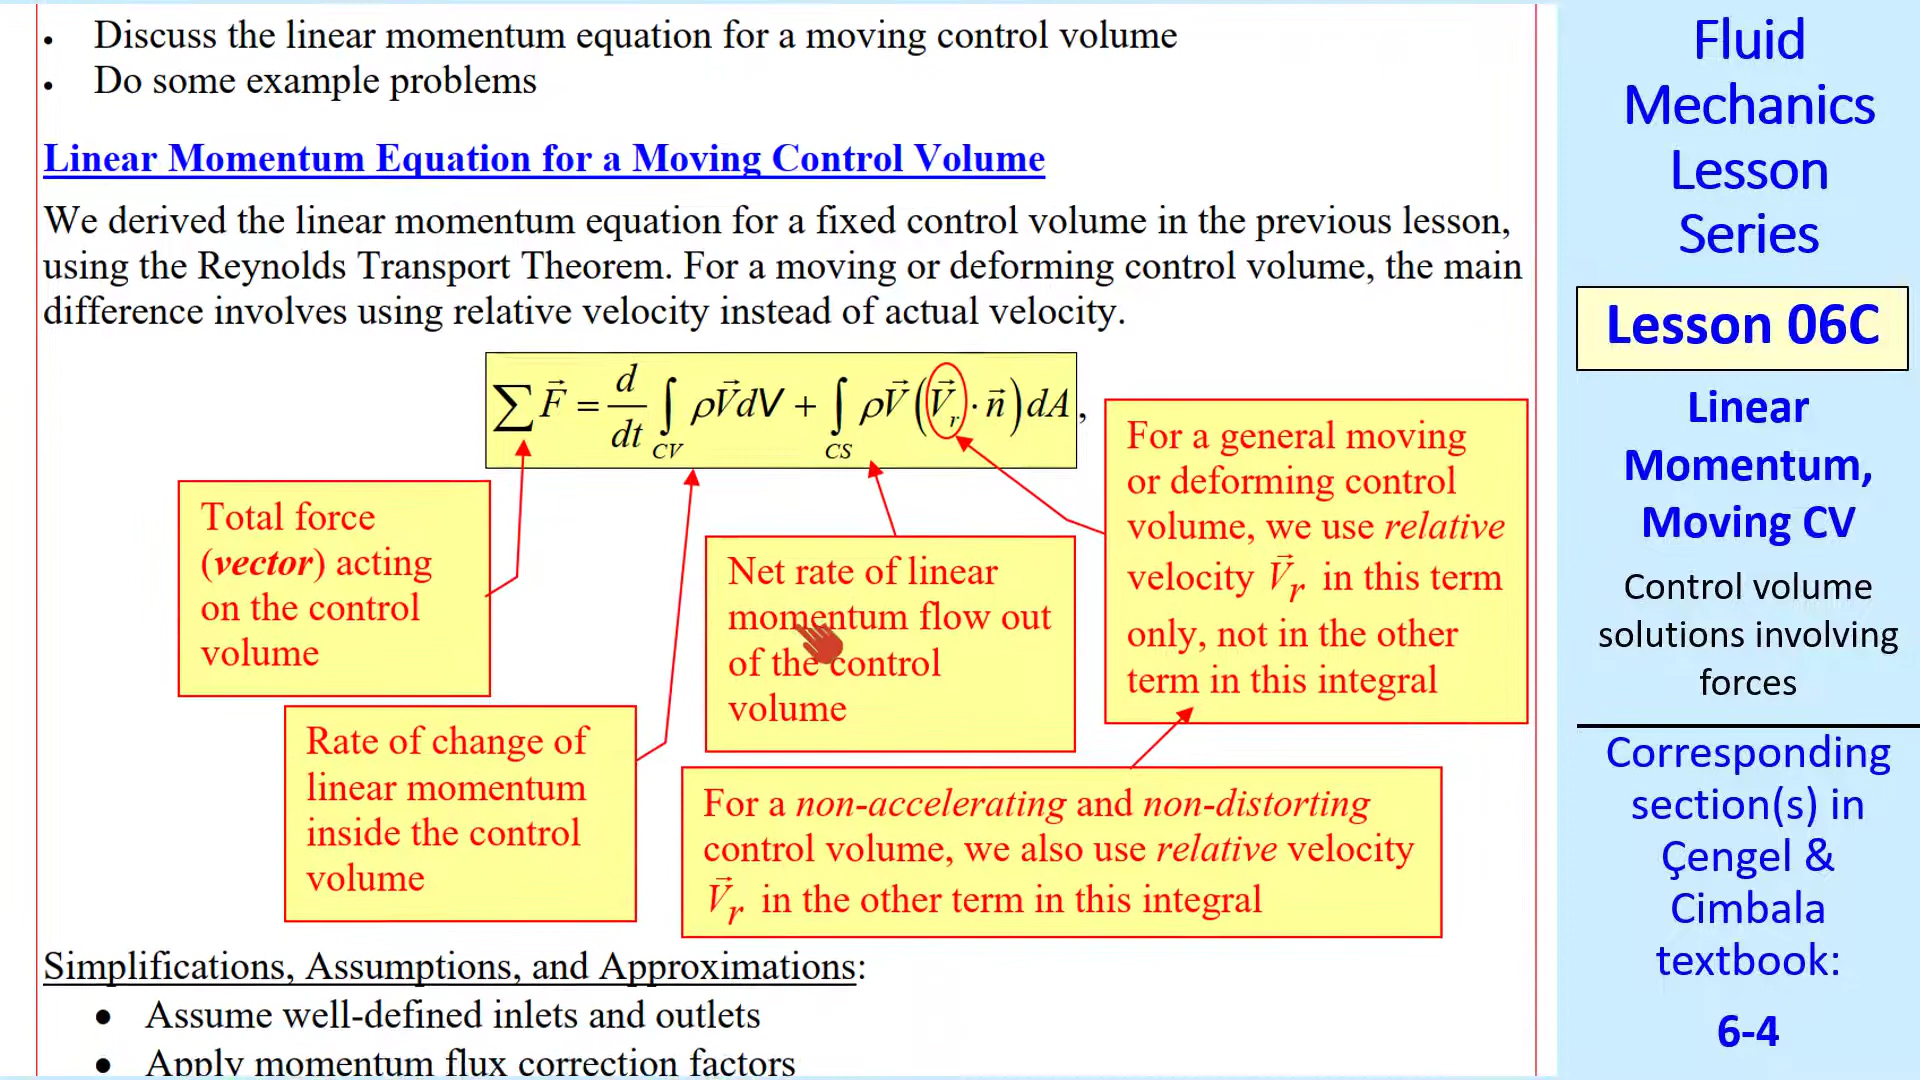 • Discuss the linear momentum equation for a moving control volume
• Do some example problems
Linear Momentum Equation for a Moving Control Volume
We derived the linear momentum equation for a fixed control volume in the previous lesson,
using the Reynolds Transport Theorem. For a moving or deforming control volume, the main
difference involves using relative velocity instead of actual velocity.
∑F⃗ = d/dt ∫_CV ρV⃗dV + ∫_CS ρV⃗(V⃗_r · n⃗)dA,
Total force
(vector) acting
on the control
volume
Rate of change of
linear momentum
inside the control
volume
Net rate of linear
momentum flow out
of the control
volume
For a general moving
or deforming control
volume, we use relative
velocity V⃗_r in this term
only, not in the other
term in this integral
For a non-accelerating and non-distorting
control volume, we also use relative velocity
V⃗_r in the other term in this integral
Simplifications, Assumptions, and Approximations:
• Assume well-defined inlets and outlets
• Apply momentum flux correction factors
Fluid
Mechanics
Lesson
Series
Lesson 06C
Linear
Momentum,
Moving CV
Control volume
solutions involving
forces
Corresponding
section(s) in
Çengel &
Cimbala
textbook:
6-4